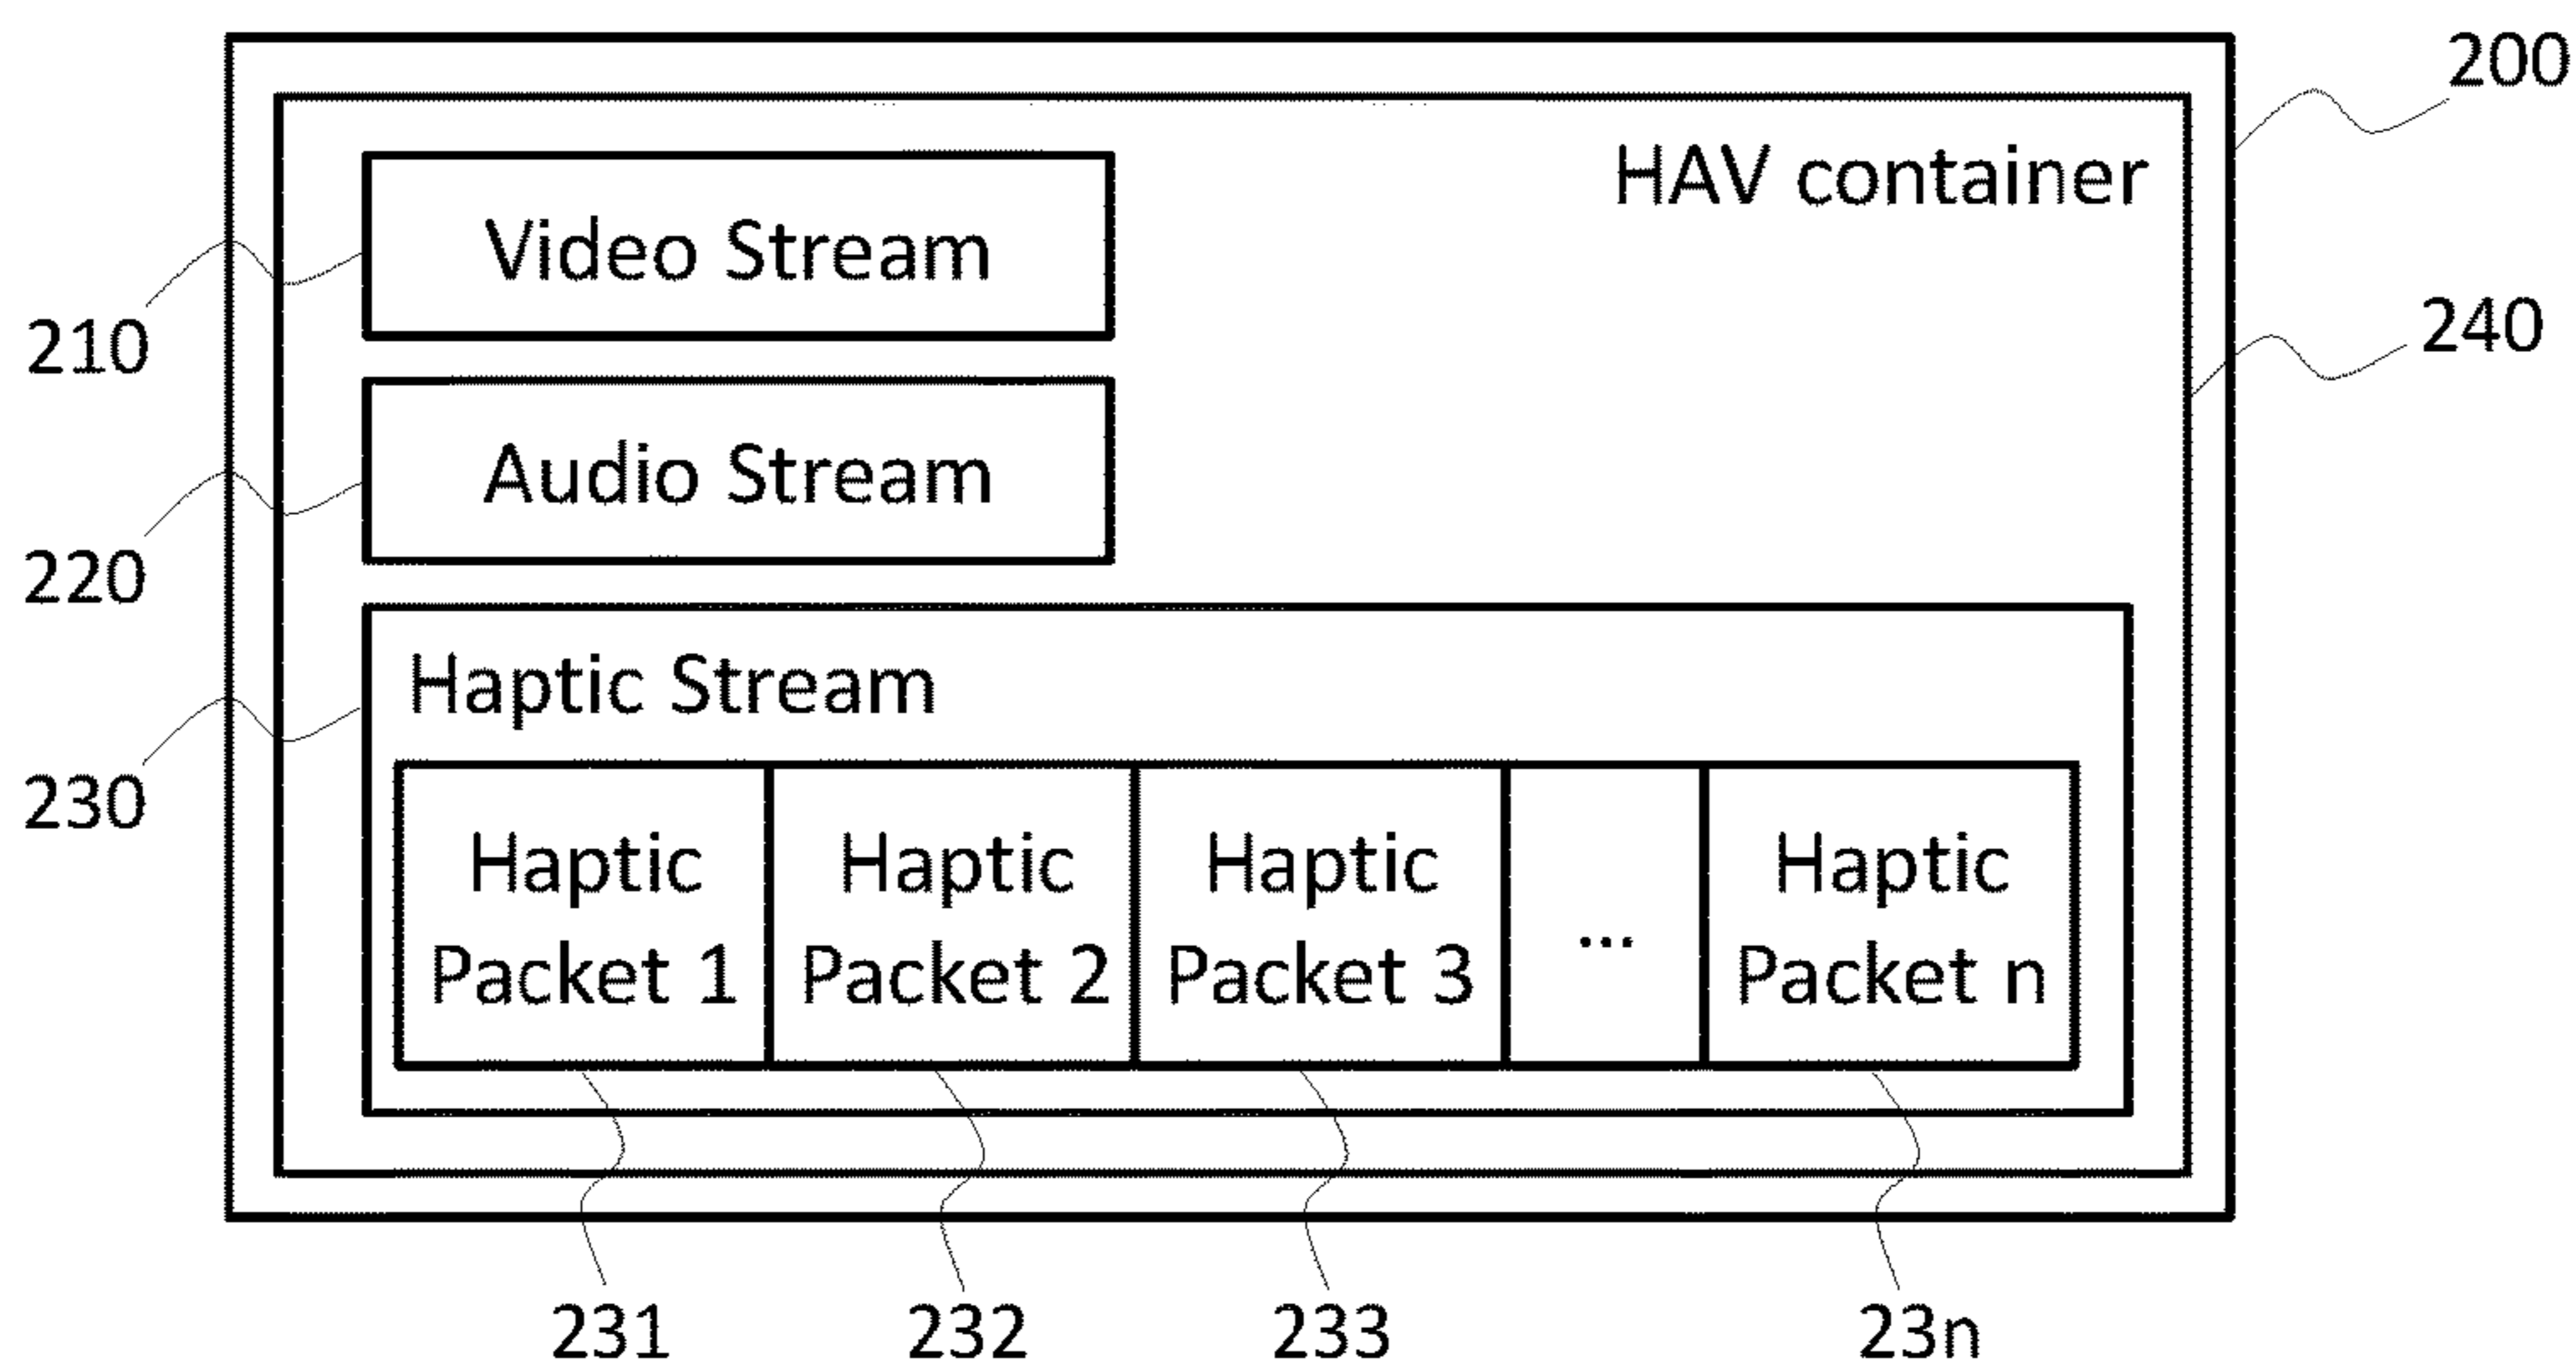 200
HAV container
240
Video Stream
210
Audio Stream
220
Haptic Stream
230
Haptic
Packet 1
Haptic
Packet 2
Haptic
Packet 3
...
Haptic
Packet n
231
232
233
23n